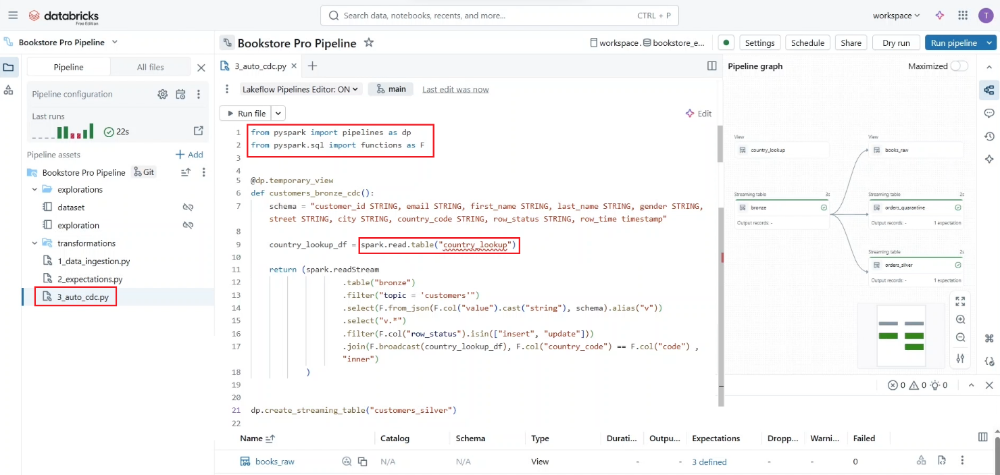 databricks
Free Edition
Search data, notebooks, recents, and more...
CTRL + P
workspace
T
Bookstore Pro Pipeline
Bookstore Pro Pipeline
workspace.
bookstore_e...
Settings
Schedule
Share
Dry run
Run pipeline
Pipeline
All files
Pipeline configuration
Last runs
22s
Pipeline assets
Add
Bookstore Pro Pipeline
Git
explorations
dataset
exploration
transformations
1_data_ingestion.py
2_expectations.py
3_auto_cdc.py
3_auto_cdc.py
Lakeflow Pipelines Editor: ON
main
Last edit was now
Run file
Edit
1 from pyspark import pipelines as dp
2 from pyspark.sql import functions as F
3
4
5 @dp.temporary_view
6 def customers_bronze_cdc():
7 schema = "customer_id STRING, email STRING, first_name STRING, last_name STRING, gender STRING,
street STRING, city STRING, country_code STRING, row_status STRING, row_time timestamp"
8
9 country_lookup_df = spark.read.table("country_lookup")
10
11 return (spark.readStream
12 .table("bronze")
13 .filter("topic = 'customers'")
14 .select(F.from_json(F.col("value").cast("string"), schema).alias("v"))
15 .select("v.*")
16 .filter(F.col("row_status").isin(["insert", "update"]))
17 .join(F.broadcast(country_lookup_df), F.col("country_code") == F.col("code") ,
"inner")
18 )
19
20
21 dp.create_streaming_table("customers_silver")
22
Pipeline graph
Maximized
View
country_lookup
View
books_raw
Streaming table
3s
bronze
Output records: -
Streaming table
2s
orders_quarantine
Output records: -
1 expectation
Streaming table
2s
orders_silver
Output records: -
1 expectation
0
0
0
Name
Catalog
Schema
Type
Durati...
Outpu...
Expectations
Dropp...
Warni...
Failed
books_raw
N/A
N/A
View
-
-
3 defined
-
-
0